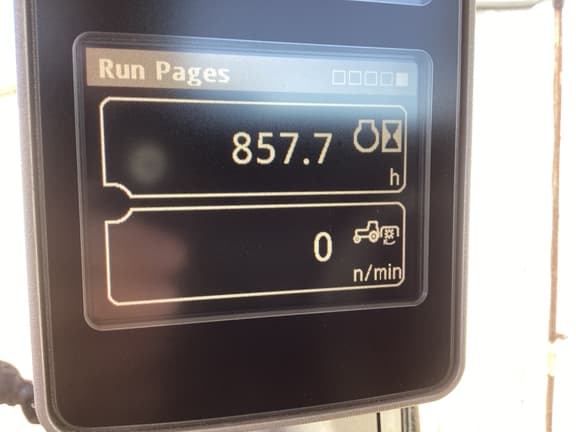 Run Pages
857.7
h
0
n/min